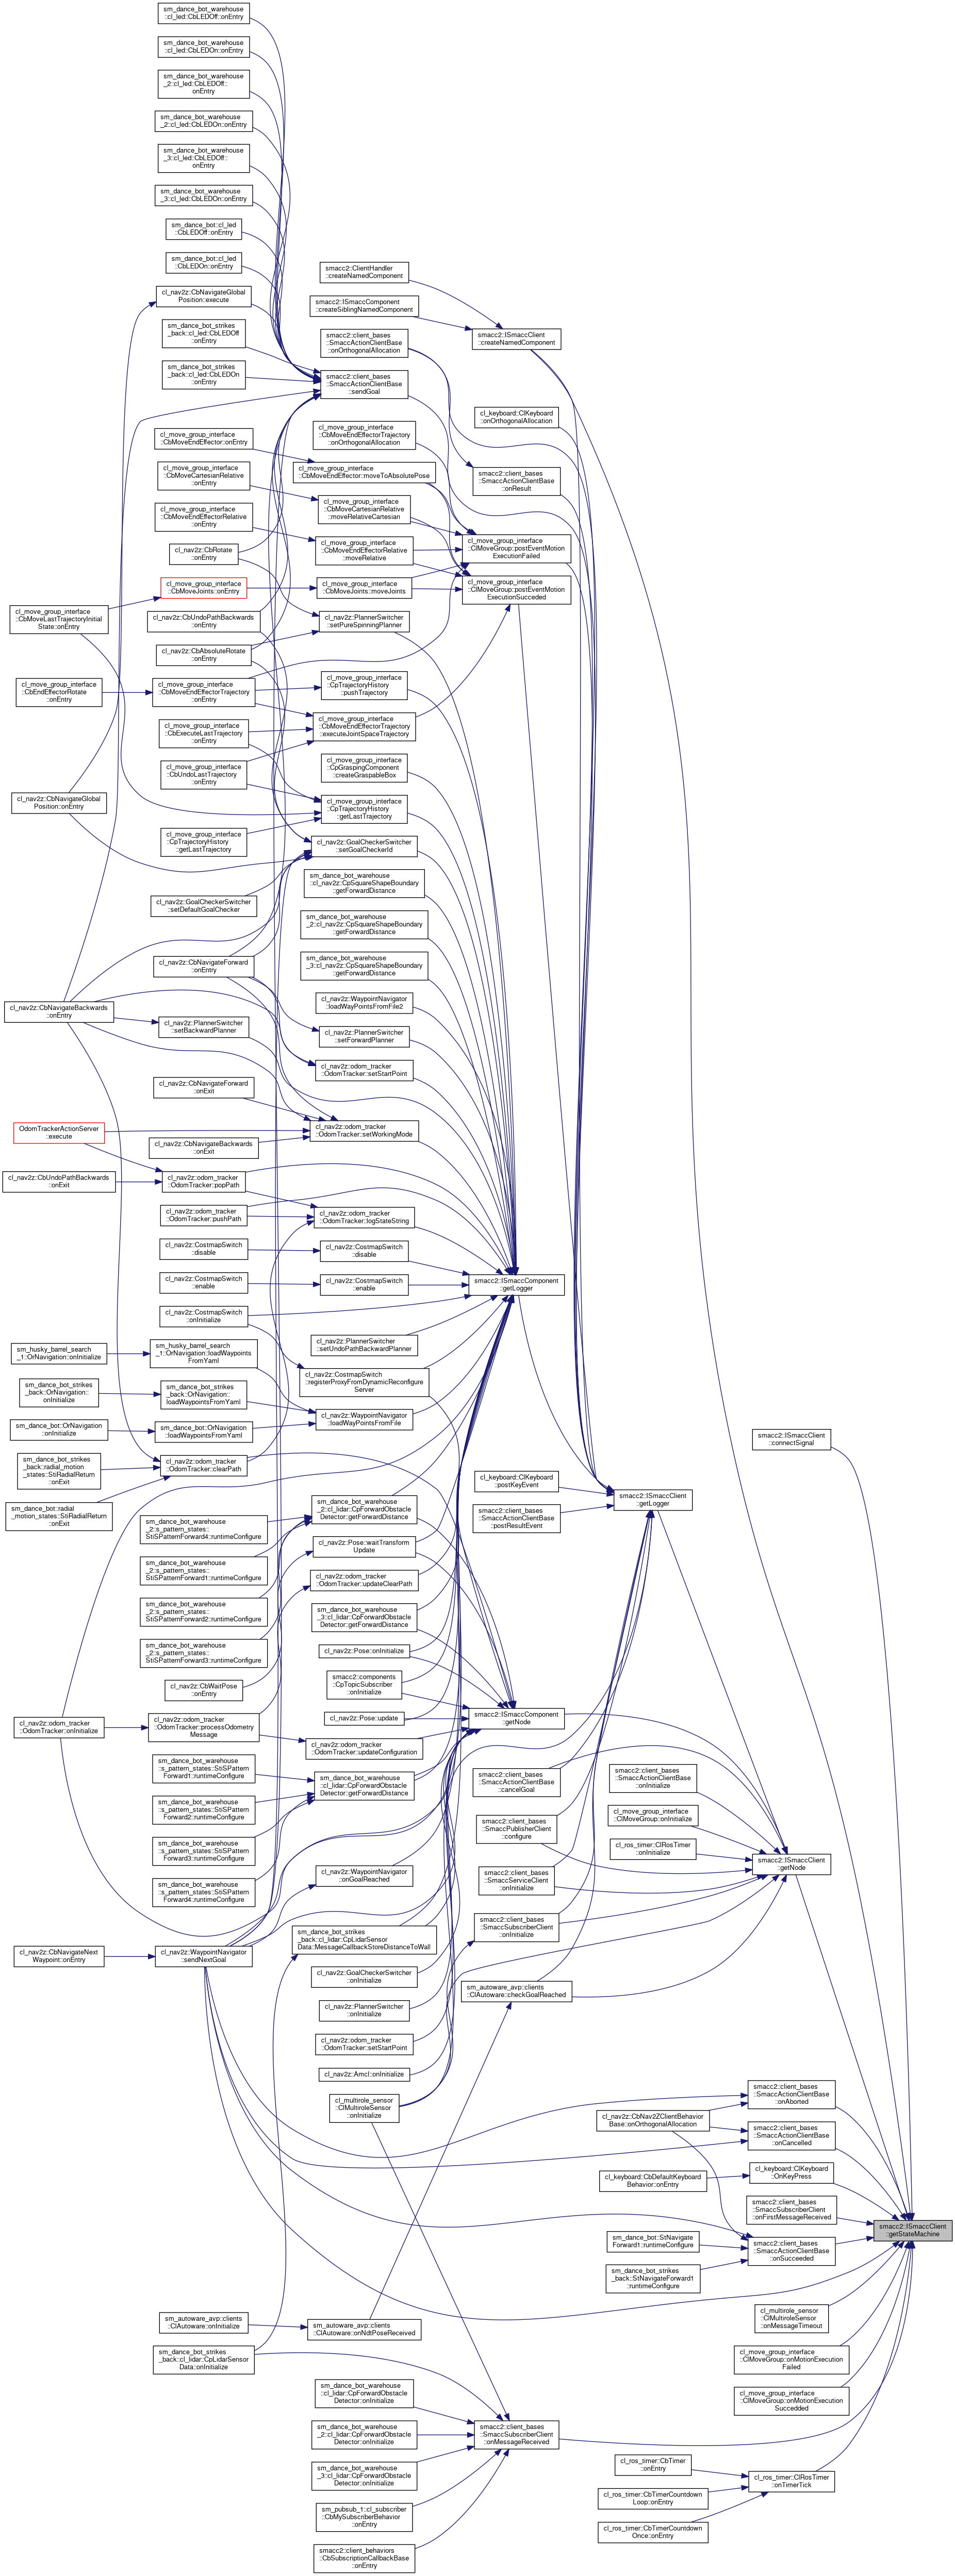 sm_dance_bot_warehouse
::cl_led::CbLEDOff::onEntry
sm_dance_bot_warehouse
::cl_led::CbLEDOn::onEntry
sm_dance_bot_warehouse
_2::cl_led::CbLEDOff::
onEntry
sm_dance_bot_warehouse
_2::cl_led::CbLEDOn::onEntry
sm_dance_bot_warehouse
_3::cl_led::CbLEDOff::
onEntry
sm_dance_bot_warehouse
_3::cl_led::CbLEDOn::onEntry
sm_dance_bot::cl_led
::CbLEDOff::onEntry
sm_dance_bot::cl_led
::CbLEDOn::onEntry
cl_nav2z::CbNavigateGlobal
Position::execute
sm_dance_bot_strikes
_back::cl_led::CbLEDOff
::onEntry
sm_dance_bot_strikes
_back::cl_led::CbLEDOn
::onEntry
cl_move_group_interface
::CbMoveEndEffector::onEntry
cl_move_group_interface
::CbMoveCartesianRelative
::onEntry
cl_move_group_interface
::CbMoveEndEffectorRelative
::onEntry
cl_nav2z::CbRotate
::onEntry
cl_move_group_interface
::CbMoveJoints::onEntry
cl_move_group_interface
::CbMoveLastTrajectoryInitial
State::onEntry
cl_nav2z::CbUndoPathBackwards
::onEntry
cl_nav2z::CbAbsoluteRotate
::onEntry
cl_move_group_interface
::CbEndEffectorRotate
::onEntry
cl_move_group_interface
::CbMoveEndEffectorTrajectory
::onEntry
cl_move_group_interface
::CbExecuteLastTrajectory
::onEntry
cl_move_group_interface
::CbUndoLastTrajectory
::onEntry
cl_nav2z::CbNavigateGlobal
Position::onEntry
cl_move_group_interface
::CpTrajectoryHistory
::getLastTrajectory
cl_nav2z::GoalCheckerSwitcher
::setDefaultGoalChecker
cl_nav2z::CbNavigateForward
::onEntry
cl_nav2z::CbNavigateBackwards
::onEntry
cl_nav2z::PlannerSwitcher
::setBackwardPlanner
cl_nav2z::CbNavigateForward
::onExit
OdomTrackerActionServer
::execute
cl_nav2z::CbNavigateBackwards
::onExit
cl_nav2z::CbUndoPathBackwards
::onExit
cl_nav2z::odom_tracker
::OdomTracker::popPath
cl_nav2z::odom_tracker
::OdomTracker::pushPath
cl_nav2z::CostmapSwitch
::disable
cl_nav2z::CostmapSwitch
::enable
cl_nav2z::CostmapSwitch
::onInitialize
sm_husky_barrel_search
_1::OrNavigation::onInitialize
sm_husky_barrel_search
_1::OrNavigation::loadWaypoints
FromYaml
sm_dance_bot_strikes
_back::OrNavigation::
onInitialize
sm_dance_bot_strikes
_back::OrNavigation::
loadWaypointsFromYaml
sm_dance_bot::OrNavigation
::onInitialize
sm_dance_bot::OrNavigation
::loadWaypointsFromYaml
sm_dance_bot_strikes
_back::radial_motion
_states::StiRadialReturn
::onExit
cl_nav2z::odom_tracker
::OdomTracker::clearPath
sm_dance_bot::radial
_motion_states::StiRadialReturn
::onExit
sm_dance_bot_warehouse
_2::s_pattern_states::
StiSPatternForward4::runtimeConfigure
sm_dance_bot_warehouse
_2::s_pattern_states::
StiSPatternForward1::runtimeConfigure
sm_dance_bot_warehouse
_2::s_pattern_states::
StiSPatternForward2::runtimeConfigure
sm_dance_bot_warehouse
_2::s_pattern_states::
StiSPatternForward3::runtimeConfigure
cl_nav2z::CbWaitPose
::onEntry
cl_nav2z::odom_tracker
::OdomTracker::onInitialize
cl_nav2z::odom_tracker
::OdomTracker::processOdometry
Message
sm_dance_bot_warehouse
::s_pattern_states::StiSPattern
Forward1::runtimeConfigure
sm_dance_bot_warehouse
::s_pattern_states::StiSPattern
Forward2::runtimeConfigure
sm_dance_bot_warehouse
::s_pattern_states::StiSPattern
Forward3::runtimeConfigure
sm_dance_bot_warehouse
::s_pattern_states::StiSPattern
Forward4::runtimeConfigure
cl_nav2z::CbNavigateNext
Waypoint::onEntry
cl_nav2z::WaypointNavigator
::sendNextGoal
sm_autoware_avp::clients
::ClAutoware::onInitialize
sm_dance_bot_strikes
_back::cl_lidar::CpLidarSensor
Data::onInitialize
smacc2::ClientHandler
::createNamedComponent
smacc2::ISmaccComponent
::createSiblingNamedComponent
smacc2::client_bases
::SmaccActionClientBase
::onOrthogonalAllocation
smacc2::client_bases
::SmaccActionClientBase
::sendGoal
cl_move_group_interface
::CbMoveEndEffectorTrajectory
::onOrthogonalAllocation
cl_move_group_interface
::CbMoveEndEffector::moveToAbsolutePose
cl_move_group_interface
::CbMoveCartesianRelative
::moveRelativeCartesian
cl_move_group_interface
::CbMoveEndEffectorRelative
::moveRelative
cl_move_group_interface
::CbMoveJoints::moveJoints
cl_nav2z::PlannerSwitcher
::setPureSpinningPlanner
cl_move_group_interface
::CpTrajectoryHistory
::pushTrajectory
cl_move_group_interface
::CbMoveEndEffectorTrajectory
::executeJointSpaceTrajectory
cl_move_group_interface
::CpGraspingComponent
::createGraspableBox
cl_move_group_interface
::CpTrajectoryHistory
::getLastTrajectory
cl_nav2z::GoalCheckerSwitcher
::setGoalCheckerId
sm_dance_bot_warehouse
::cl_nav2z::CpSquareShapeBoundary
::getForwardDistance
sm_dance_bot_warehouse
_2::cl_nav2z::CpSquareShapeBoundary
::getForwardDistance
sm_dance_bot_warehouse
_3::cl_nav2z::CpSquareShapeBoundary
::getForwardDistance
cl_nav2z::WaypointNavigator
::loadWayPointsFromFile2
cl_nav2z::PlannerSwitcher
::setForwardPlanner
cl_nav2z::odom_tracker
::OdomTracker::setStartPoint
cl_nav2z::odom_tracker
::OdomTracker::setWorkingMode
cl_nav2z::odom_tracker
::OdomTracker::logStateString
cl_nav2z::CostmapSwitch
::disable
cl_nav2z::CostmapSwitch
::enable
cl_nav2z::PlannerSwitcher
::setUndoPathBackwardPlanner
cl_nav2z::CostmapSwitch
::registerProxyFromDynamicReconfigure
Server
cl_nav2z::WaypointNavigator
::loadWayPointsFromFile
sm_dance_bot_warehouse
_2::cl_lidar::CpForwardObstacle
Detector::getForwardDistance
cl_nav2z::Pose::waitTransform
Update
cl_nav2z::odom_tracker
::OdomTracker::updateClearPath
sm_dance_bot_warehouse
_3::cl_lidar::CpForwardObstacle
Detector::getForwardDistance
cl_nav2z::Pose::onInitialize
smacc2::components
::CpTopicSubscriber
::onInitialize
cl_nav2z::Pose::update
cl_nav2z::odom_tracker
::OdomTracker::updateConfiguration
sm_dance_bot_warehouse
::cl_lidar::CpForwardObstacle
Detector::getForwardDistance
cl_nav2z::WaypointNavigator
::onGoalReached
sm_dance_bot_strikes
_back::cl_lidar::CpLidarSensor
Data::MessageCallbackStoreDistanceToWall
cl_nav2z::GoalCheckerSwitcher
::onInitialize
cl_nav2z::PlannerSwitcher
::onInitialize
cl_nav2z::odom_tracker
::OdomTracker::setStartPoint
cl_nav2z::Amcl::onInitialize
cl_multirole_sensor
::ClMultiroleSensor
::onInitialize
sm_autoware_avp::clients
::ClAutoware::onNdtPoseReceived
sm_dance_bot_warehouse
::cl_lidar::CpForwardObstacle
Detector::onInitialize
sm_dance_bot_warehouse
_2::cl_lidar::CpForwardObstacle
Detector::onInitialize
sm_dance_bot_warehouse
_3::cl_lidar::CpForwardObstacle
Detector::onInitialize
sm_pubsub_1::cl_subscriber
::CbMySubscriberBehavior
::onEntry
smacc2::client_behaviors
::CbSubscriptionCallbackBase
::onEntry
smacc2::ISmaccClient
::createNamedComponent
cl_keyboard::ClKeyboard
::onOrthogonalAllocation
smacc2::client_bases
::SmaccActionClientBase
::onResult
cl_move_group_interface
::ClMoveGroup::postEventMotion
ExecutionFailed
cl_move_group_interface
::ClMoveGroup::postEventMotion
ExecutionSucceded
smacc2::ISmaccComponent
::getLogger
cl_keyboard::ClKeyboard
::postKeyEvent
smacc2::client_bases
::SmaccActionClientBase
::postResultEvent
smacc2::ISmaccComponent
::getNode
smacc2::client_bases
::SmaccActionClientBase
::cancelGoal
smacc2::client_bases
::SmaccPublisherClient
::configure
smacc2::client_bases
::SmaccServiceClient
::onInitialize
smacc2::client_bases
::SmaccSubscriberClient
::onInitialize
sm_autoware_avp::clients
::ClAutoware::checkGoalReached
smacc2::client_bases
::SmaccSubscriberClient
::onMessageReceived
smacc2::ISmaccClient
::getLogger
smacc2::client_bases
::SmaccActionClientBase
::onInitialize
cl_move_group_interface
::ClMoveGroup::onInitialize
cl_ros_timer::ClRosTimer
::onInitialize
cl_nav2z::CbNav2ZClientBehavior
Base::onOrthogonalAllocation
cl_keyboard::CbDefaultKeyboard
Behavior::onEntry
sm_dance_bot::StNavigate
Forward1::runtimeConfigure
sm_dance_bot_strikes
_back::StNavigateForward1
::runtimeConfigure
cl_ros_timer::CbTimer
::onEntry
cl_ros_timer::CbTimerCountdown
Loop::onEntry
cl_ros_timer::CbTimerCountdown
Once::onEntry
smacc2::ISmaccClient
::connectSignal
smacc2::ISmaccClient
::getNode
smacc2::client_bases
::SmaccActionClientBase
::onAborted
smacc2::client_bases
::SmaccActionClientBase
::onCancelled
cl_keyboard::ClKeyboard
::OnKeyPress
smacc2::client_bases
::SmaccSubscriberClient
::onFirstMessageReceived
smacc2::client_bases
::SmaccActionClientBase
::onSucceeded
cl_multirole_sensor
::ClMultiroleSensor
::onMessageTimeout
cl_move_group_interface
::ClMoveGroup::onMotionExecution
Failed
cl_move_group_interface
::ClMoveGroup::onMotionExecution
Succedded
cl_ros_timer::ClRosTimer
::onTimerTick
smacc2::ISmaccClient
::getStateMachine